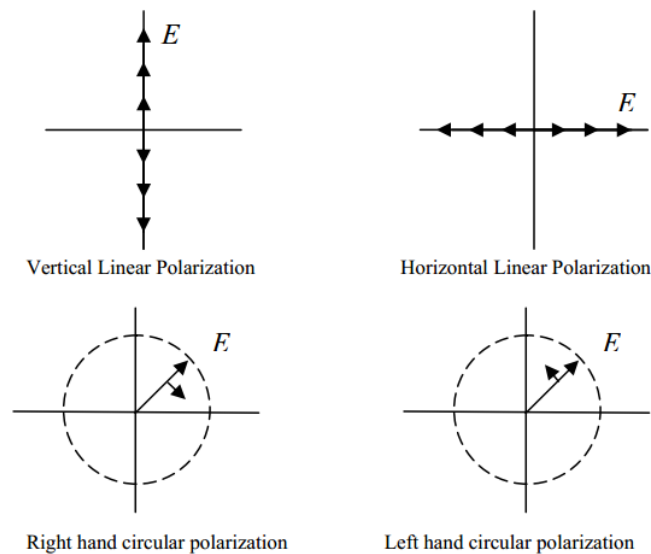 E
E
Vertical Linear Polarization
Horizontal Linear Polarization
E
E
Right hand circular polarization
Left hand circular polarization